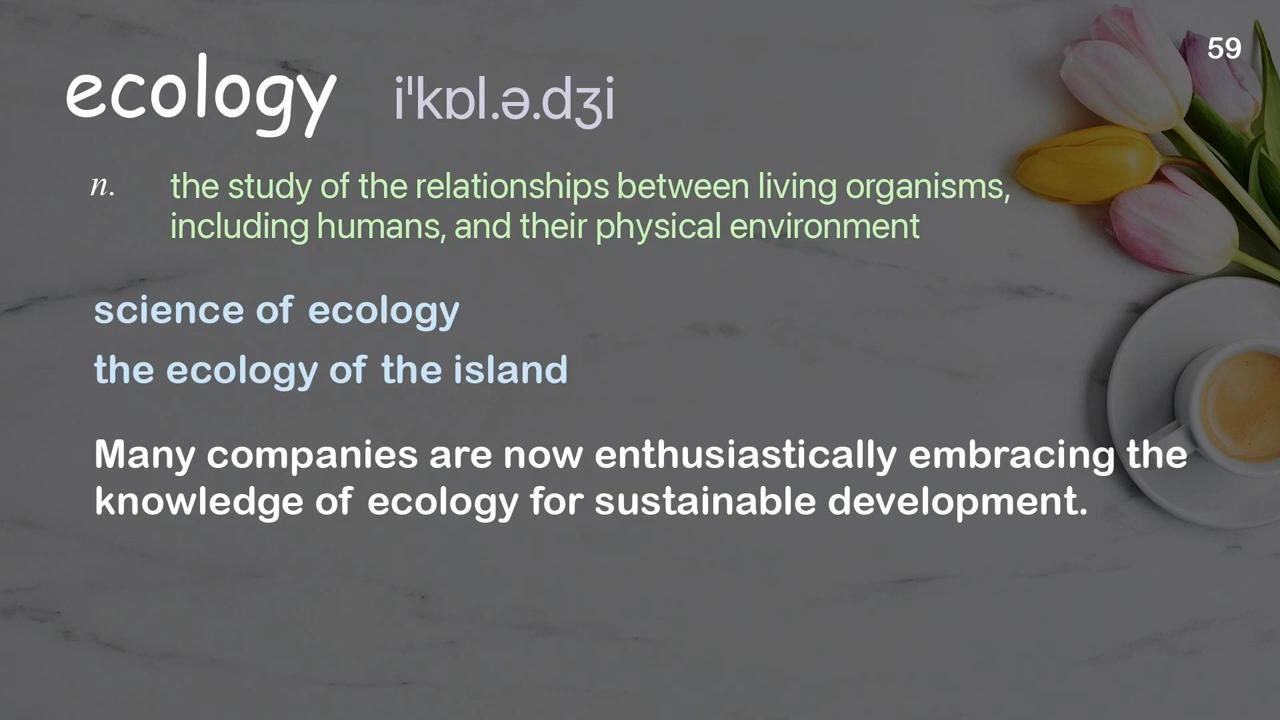 59
ecology iˈkɒl.ə.dʒi
n. the study of the relationships between living organisms,
including humans, and their physical environment
science of ecology
the ecology of the island
Many companies are now enthusiastically embracing the
knowledge of ecology for sustainable development.